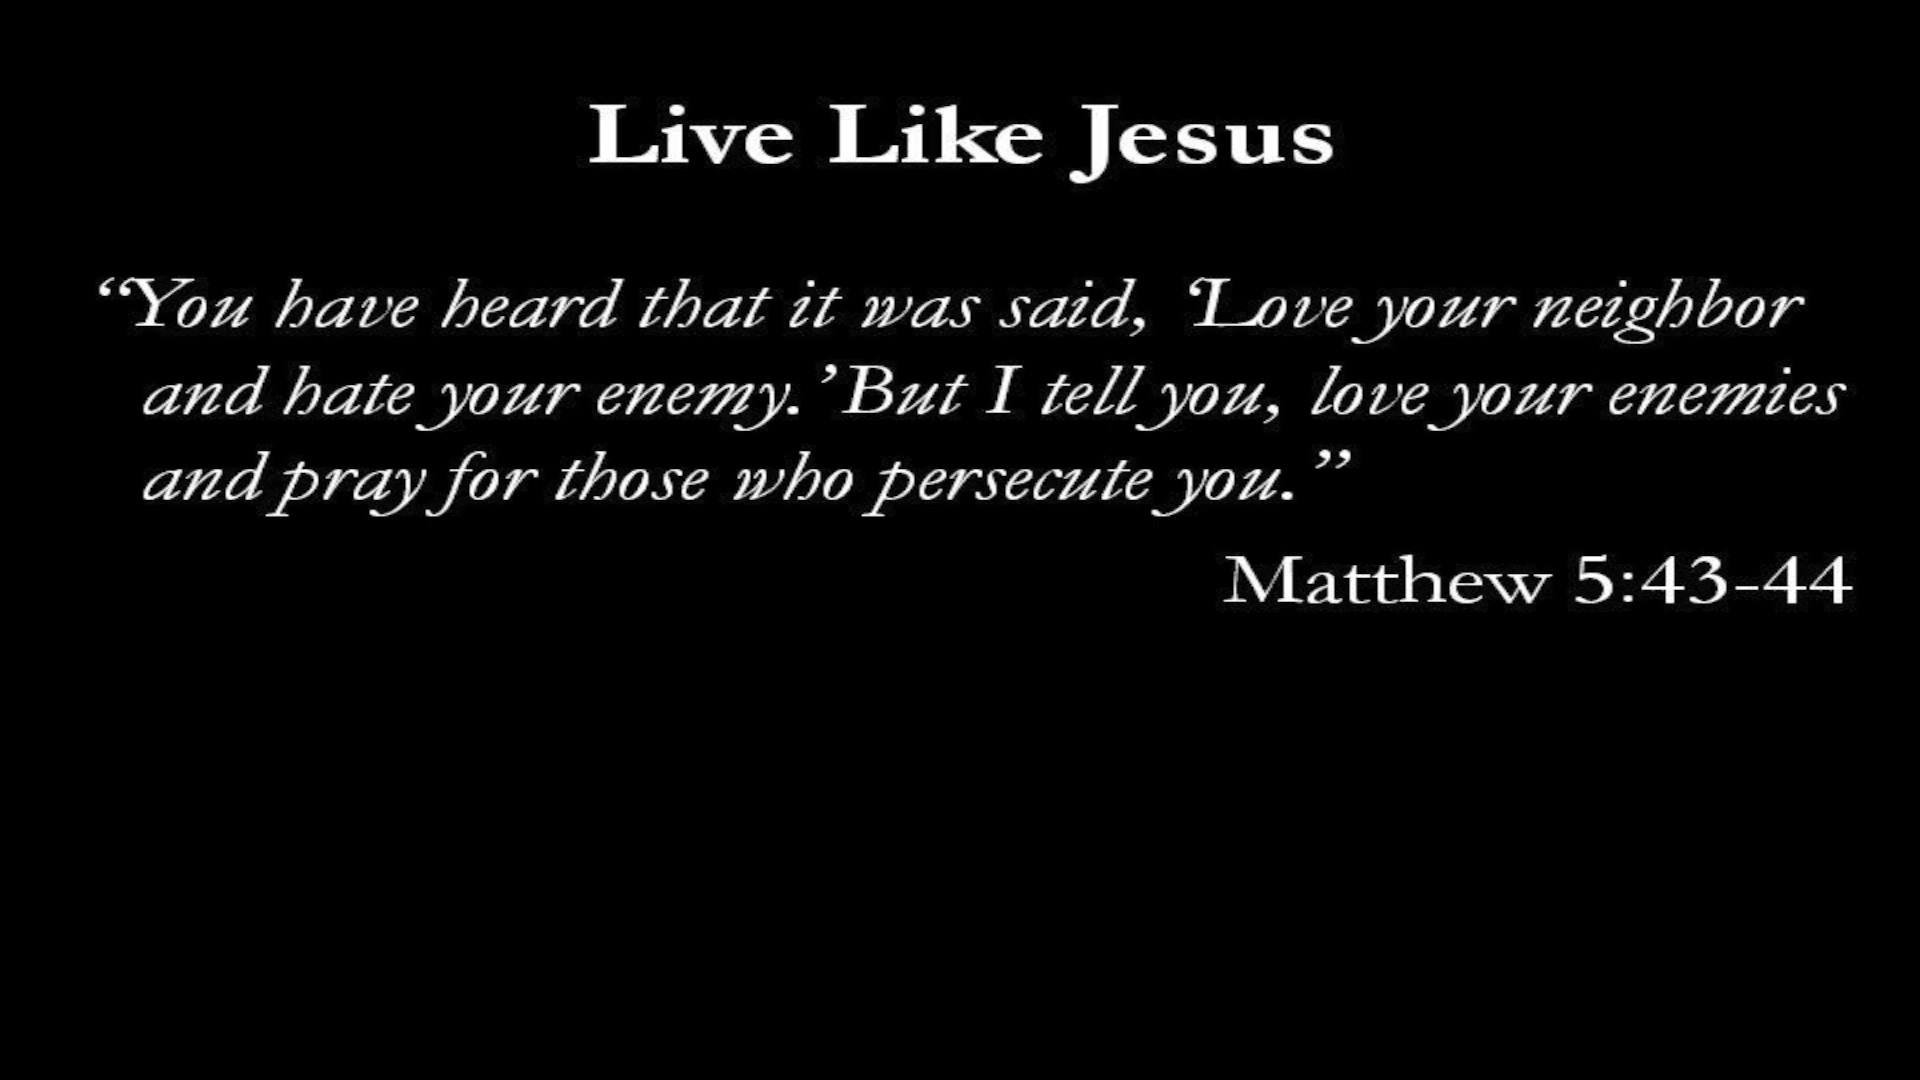 Live Like Jesus
“You have heard that it was said, ‘Love your neighbor
and hate your enemy.’ But I tell you, love your enemies
and pray for those who persecute you.”
Matthew 5:43-44